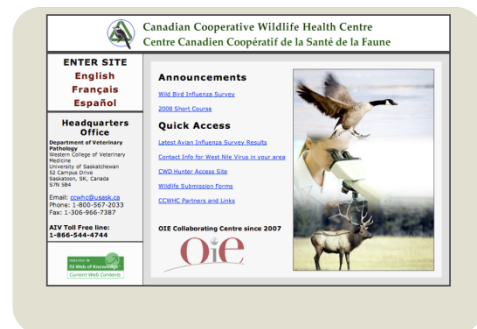 Canadian Cooperative Wildlife Health Centre
Centre Canadien Coopératif de la Santé de la Faune
ENTER SITE
English
Français
Español
Headquarters
Office
Department of Veterinary
Pathology
Western College of Veterinary
Medicine
University of Saskatchewan
52 Campus Drive
Saskatoon, SK, Canada
S7N 5B4
Email: ccwhc@usask.ca
Phone: 1-800-567-2033
Fax: 1-306-966-7387
AIV Toll Free line:
1-866-544-4744
ISI Web of Knowledge
Current Web Contents
Announcements
Wild Bird Influenza Survey
2008 Short Course
Quick Access
Latest Avian Influenza Survey Results
Contact Info for West Nile Virus in your area
CWD Hunter Access Site
Wildlife Submission Forms
CCWHC Partners and Links
OIE Collaborating Centre since 2007
Oie